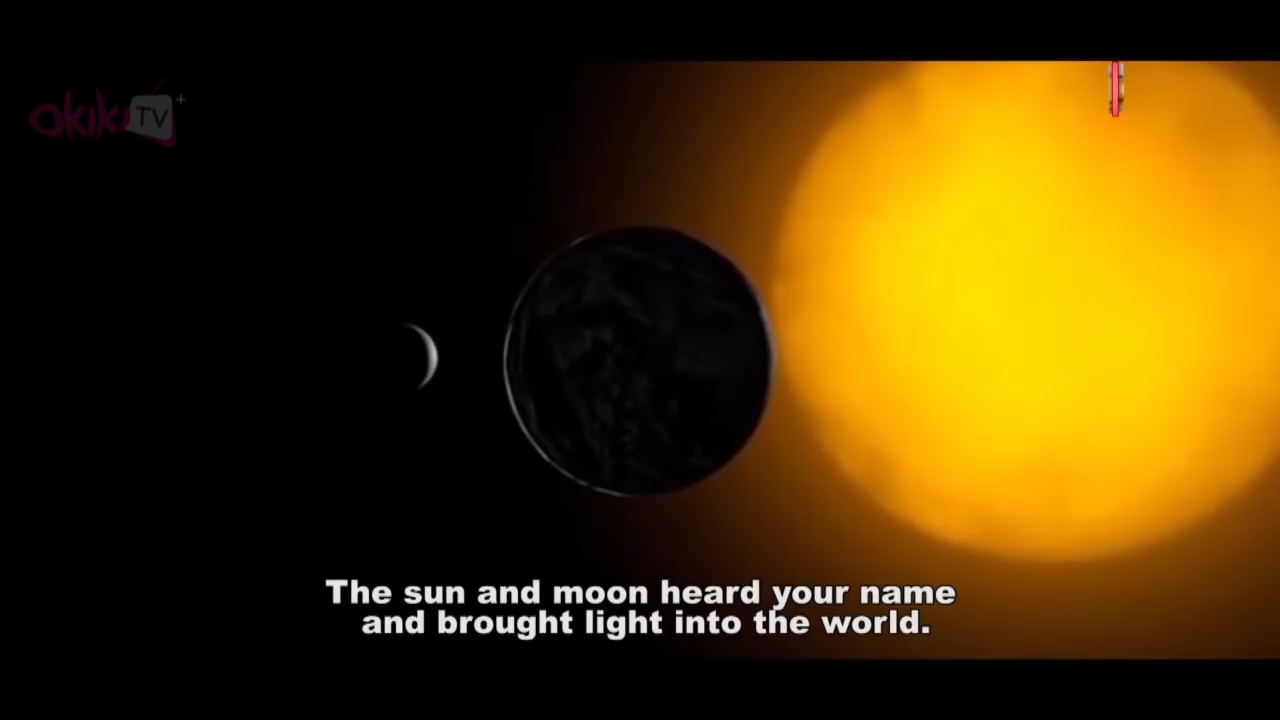 akiki TV+
The sun and moon heard your name
and brought light into the world.